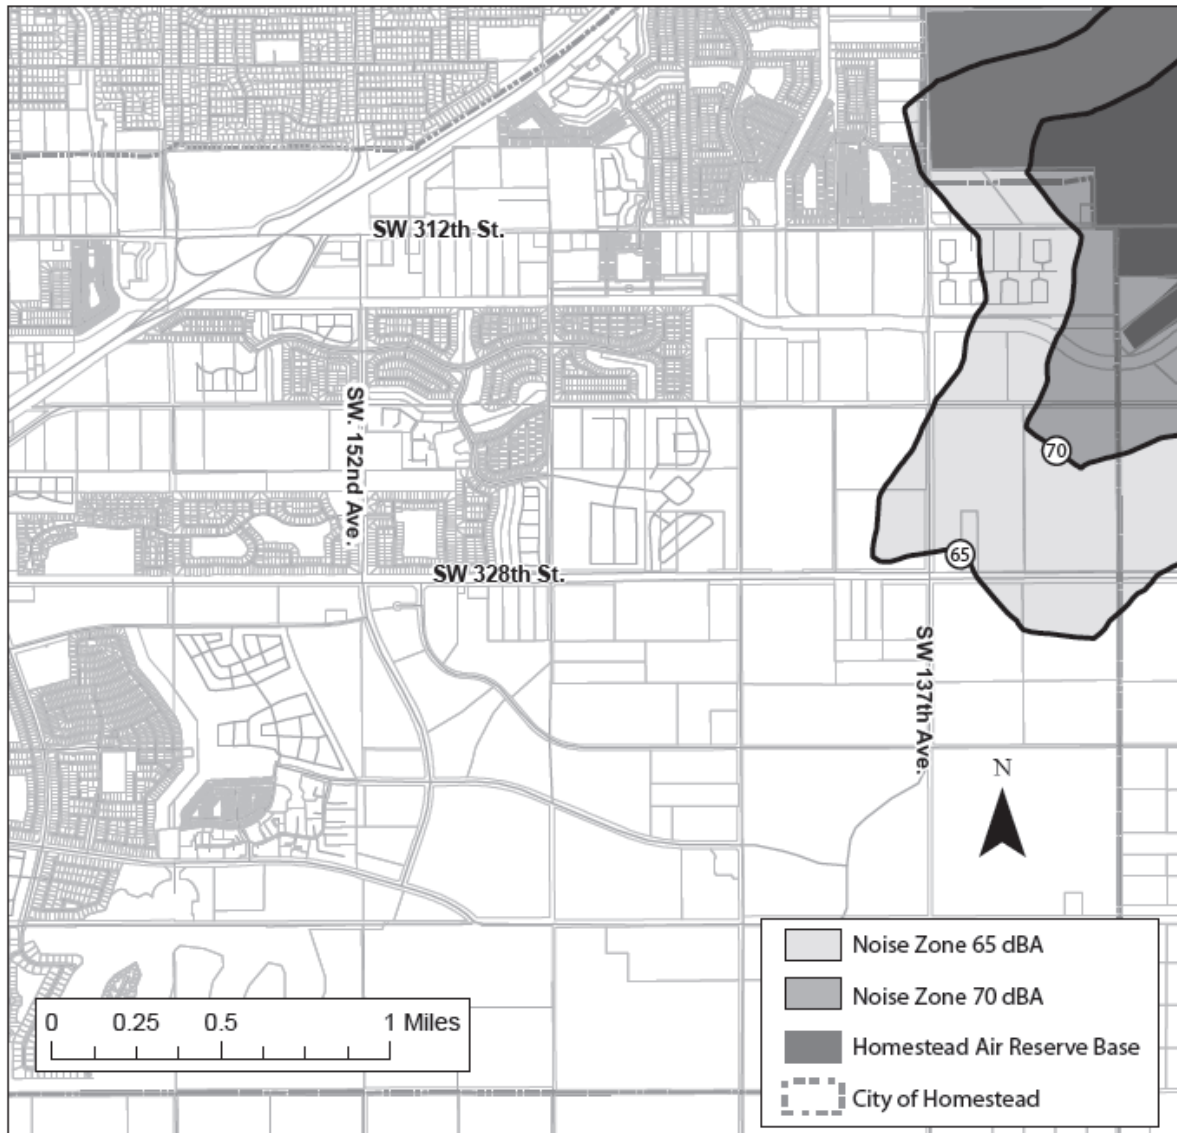 SW 312th St.
SW. 152nd Ave.
70
65
SW 328th St.
SW 137th Ave.
N
Noise Zone 65 dBA
Noise Zone 70 dBA
Homestead Air Reserve Base
City of Homestead
0 0.25 0.5 1 Miles